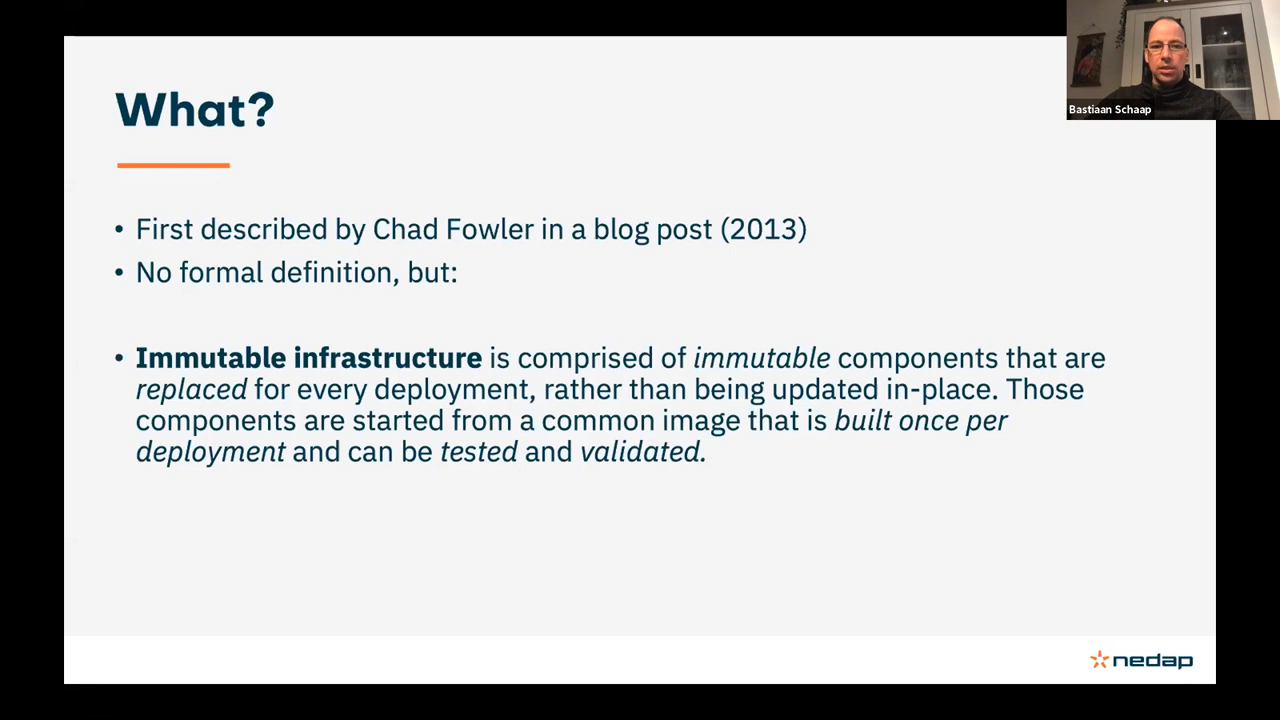 What?
• First described by Chad Fowler in a blog post (2013)
• No formal definition, but:
• Immutable infrastructure is comprised of immutable components that are
replaced for every deployment, rather than being updated in-place. Those
components are started from a common image that is built once per
deployment and can be tested and validated.
Bastiaan Schaap
nedap